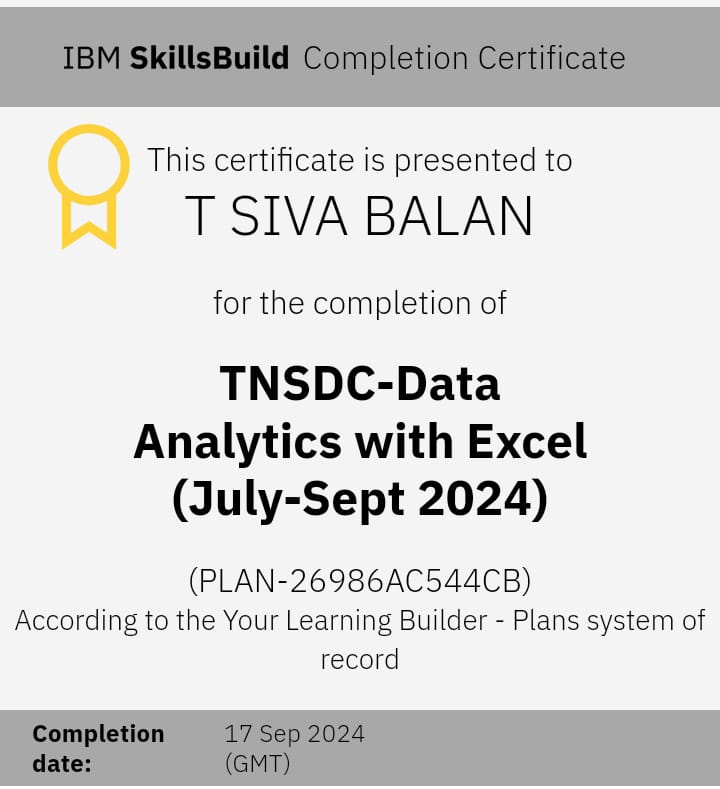 IBM SkillsBuild Completion Certificate
This certificate is presented to
T SIVA BALAN
for the completion of
TNSDC-Data
Analytics with Excel
(July-Sept 2024)
(PLAN-26986AC544CB)
According to the Your Learning Builder - Plans system of
record
Completion 17 Sep 2024
date: (GMT)